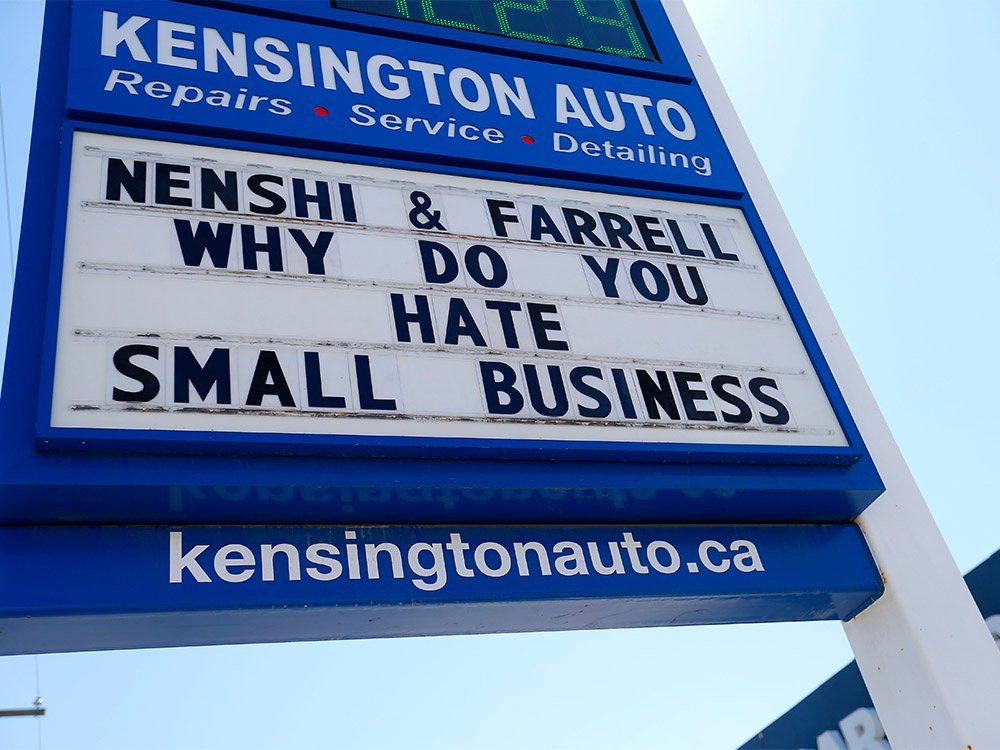 KENSINGTON AUTO
Repairs • Service • Detailing
NENSHI & FARRELL
WHY DO YOU
HATE
SMALL BUSINESS
kensingtonauto.ca